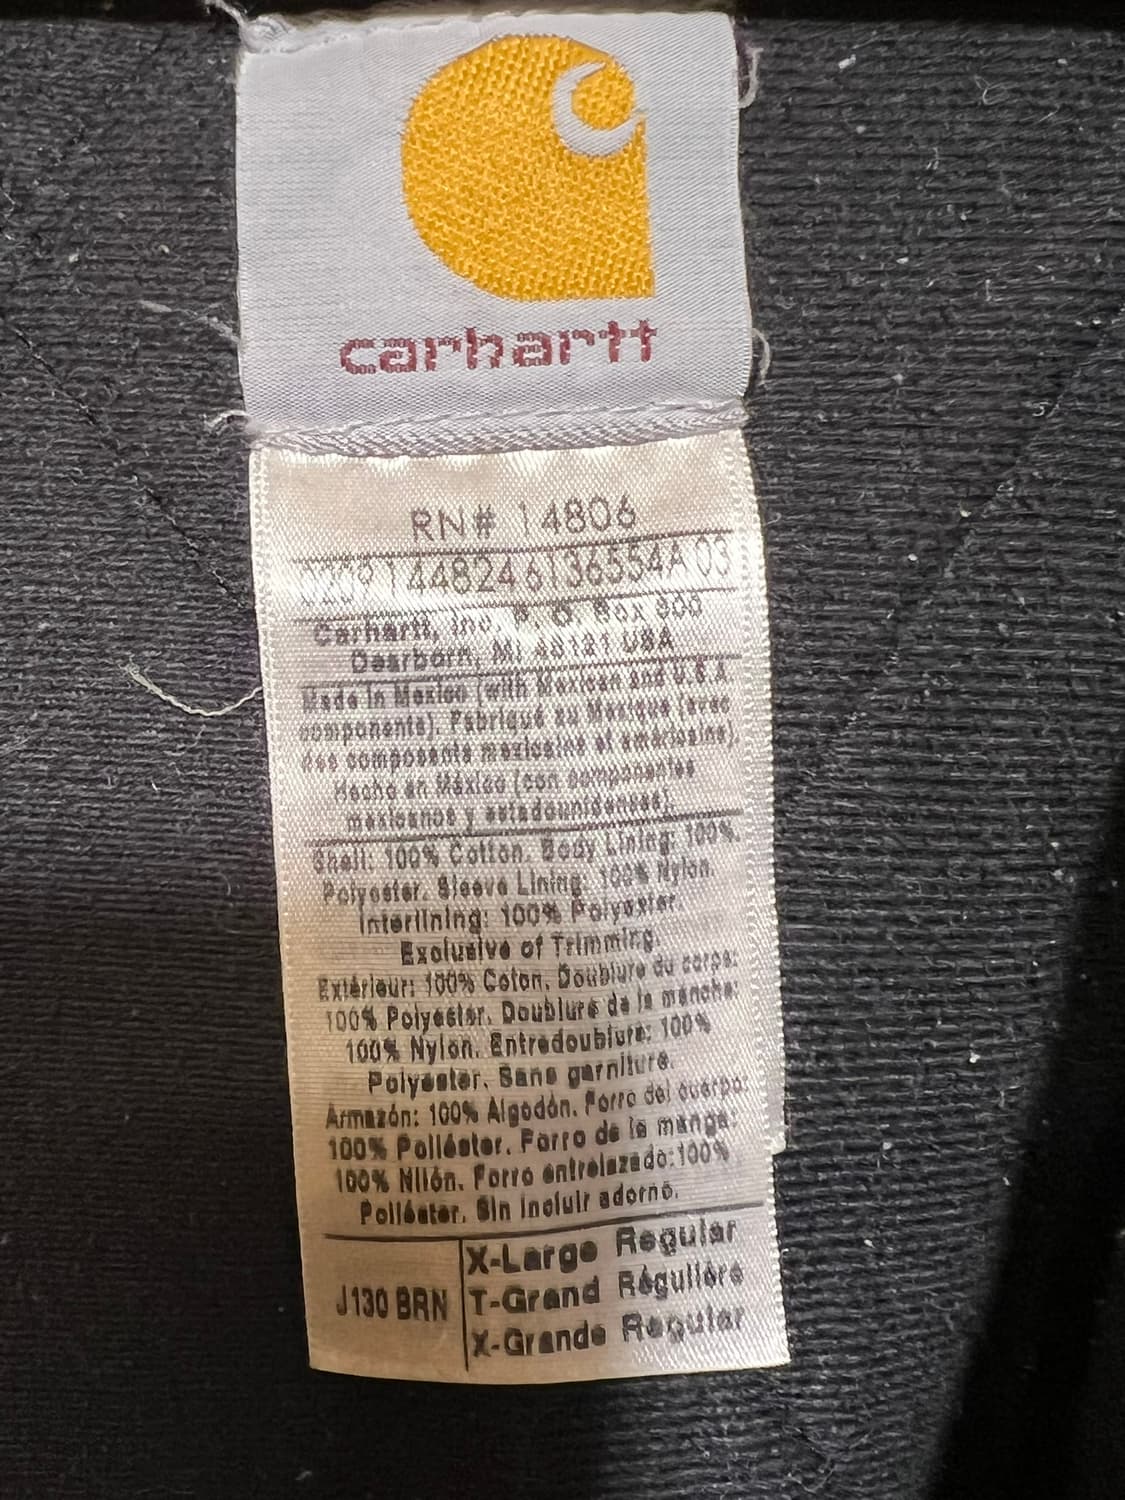 carhartt
RN# 14806
02091448246136554A 03
Carhartt, Inc. P. O. Box 600
Dearborn, MI 48121 USA
Made in Mexico (with Mexican and U.S.A
components). Fabriqué au Mexique (avec
des composants mexicains et américains).
Hecho en México (con componentes
mexicanos y estadounidenses).
Shell: 100% Cotton. Body Lining: 100%
Polyester. Sleeve Lining: 100% Nylon.
Interlining: 100% Polyester.
Exclusive of Trimming.
Extérieur: 100% Coton. Doublure du corps:
100% Polyester. Doublure de la manche:
100% Nylon. Entredoublure: 100%
Polyester. Sans garniture.
Armazón: 100% Algodón. Forro del cuerpo:
100% Poliéster. Forro de la manga:
100% Nilón. Forro entrelazado:100%
Poliéster. Sin incluir adorno.
J130 BRN
X-Large Regular
T-Grand Régulière
X-Grande Regular